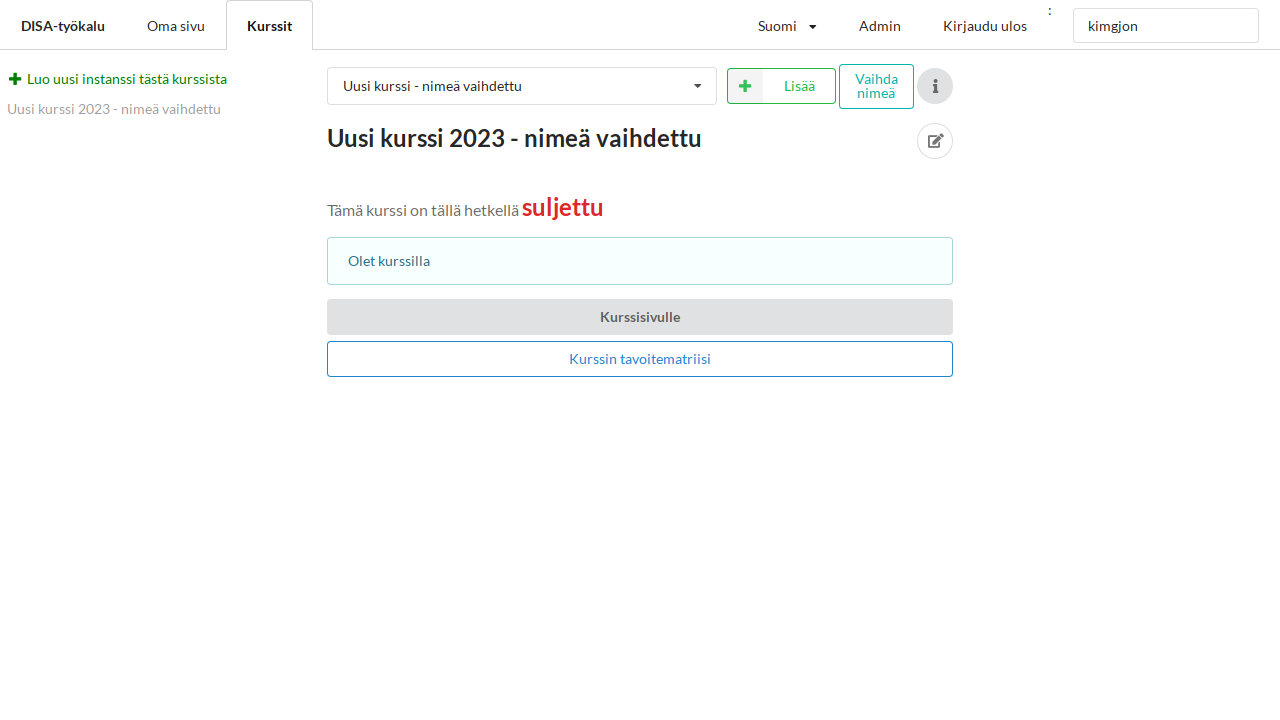 DISA-työkalu
Oma sivu
Kurssit
Suomi
Admin
Kirjaudu ulos
:
kimgjon
Luo uusi instanssi tästä kurssista
Uusi kurssi 2023 - nimeä vaihdettu
Uusi kurssi - nimeä vaihdettu
Lisää
Vaihda
nimeä
Uusi kurssi 2023 - nimeä vaihdettu
Tämä kurssi on tällä hetkellä suljettu
Olet kurssilla
Kurssisivulle
Kurssin tavoitematriisi